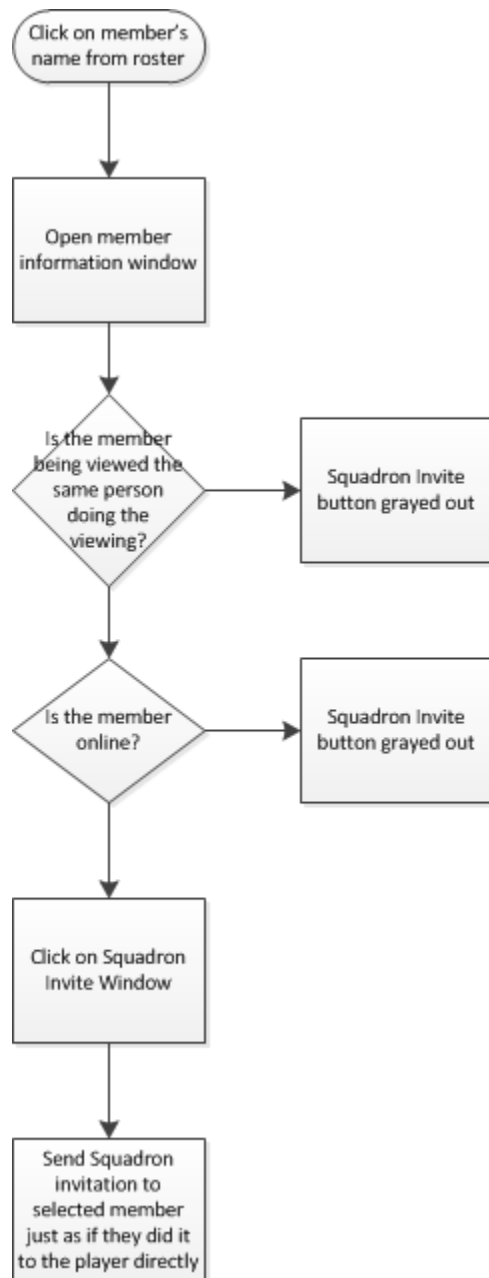 Click on member's
name from roster
Open member
information window
Is the member
being viewed the
same person
doing the
viewing?
Squadron Invite
button grayed out
Is the member
online?
Squadron Invite
button grayed out
Click on Squadron
Invite Window
Send Squadron
invitation to
selected member
just as if they did it
to the player directly